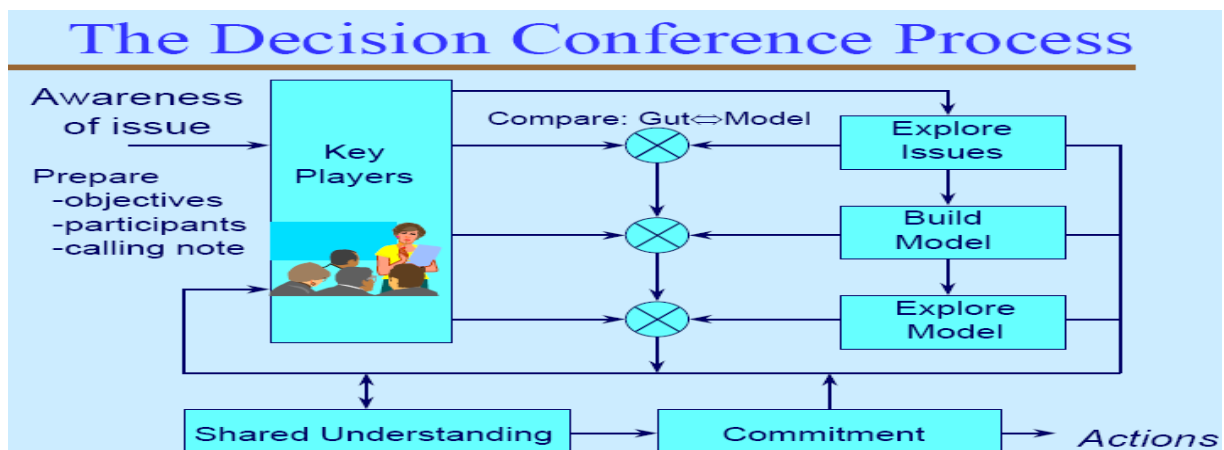 The Decision Conference Process
Awareness
of issue
Prepare
-objectives
-participants
-calling note
Key
Players
Compare: Gut⇔Model
Explore
Issues
Build
Model
Explore
Model
Shared Understanding
Commitment
Actions